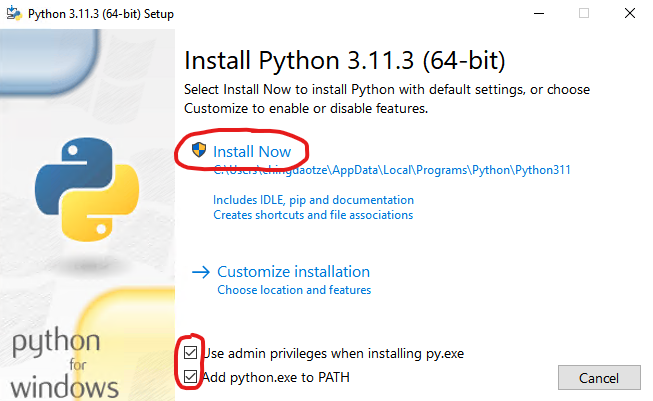 Python 3.11.3 (64-bit) Setup
Install Python 3.11.3 (64-bit)
Select Install Now to install Python with default settings, or choose
Customize to enable or disable features.
Install Now
C:\Users\chingdaotze\AppData\Local\Programs\Python\Python311
Includes IDLE, pip and documentation
Creates shortcuts and file associations
Customize installation
Choose location and features
python
for
windows
Use admin privileges when installing py.exe
Add python.exe to PATH
Cancel